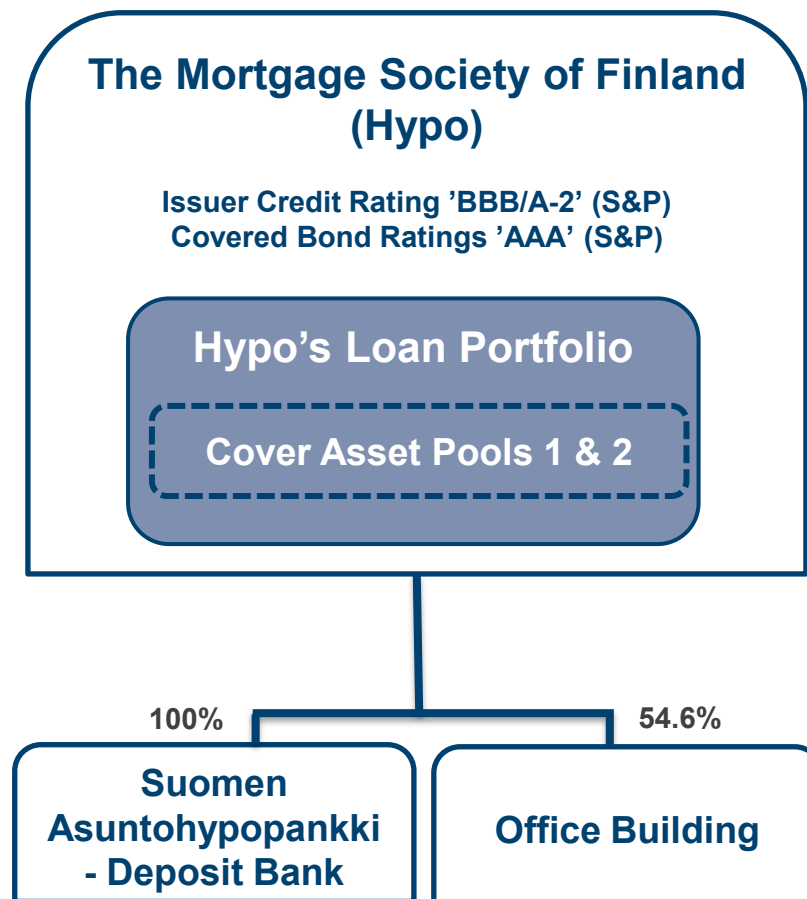 The Mortgage Society of Finland
(Hypo)
Issuer Credit Rating ’BBB/A-2’ (S&P)
Covered Bond Ratings ’AAA’ (S&P)
Hypo’s Loan Portfolio
Cover Asset Pools 1 & 2
100%
54.6%
Suomen
Asuntohypopankki
- Deposit Bank
Office Building